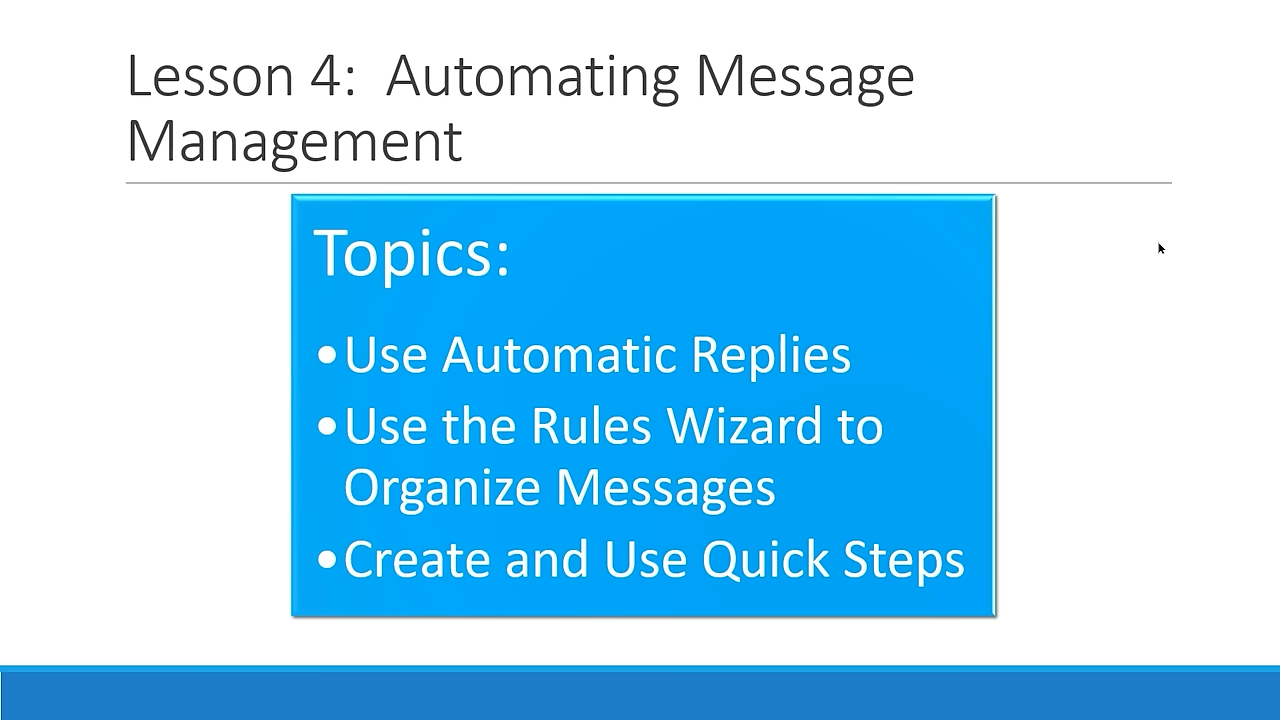 Lesson 4:  Automating Message
Management
Topics:
•Use Automatic Replies
•Use the Rules Wizard to
Organize Messages
•Create and Use Quick Steps